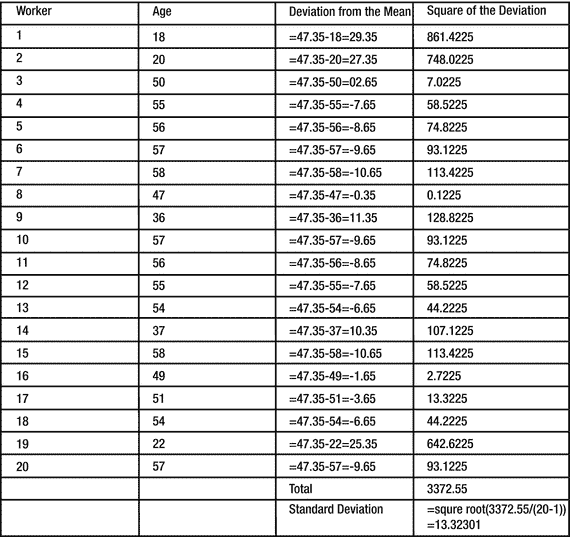 Worker Age Deviation from the Mean Square of the Deviation
1 18 =47.35-18=29.35 861.4225
2 20 =47.35-20=27.35 748.0225
3 50 =47.35-50=02.65 7.0225
4 55 =47.35-55=-7.65 58.5225
5 56 =47.35-56=-8.65 74.8225
6 57 =47.35-57=-9.65 93.1225
7 58 =47.35-58=-10.65 113.4225
8 47 =47.35-47=-0.35 0.1225
9 36 =47.35-36=11.35 128.8225
10 57 =47.35-57=-9.65 93.1225
11 56 =47.35-56=-8.65 74.8225
12 55 =47.35-55=-7.65 58.5225
13 54 =47.35-54=-6.65 44.2225
14 37 =47.35-37=10.35 107.1225
15 58 =47.35-58=-10.65 113.4225
16 49 =47.35-49=-1.65 2.7225
17 51 =47.35-51=-3.65 13.3225
18 54 =47.35-54=-6.65 44.2225
19 22 =47.35-22=25.35 642.6225
20 57 =47.35-57=-9.65 93.1225
Total 3372.55
Standard Deviation =squre root(3372.55/(20-1))
=13.32301